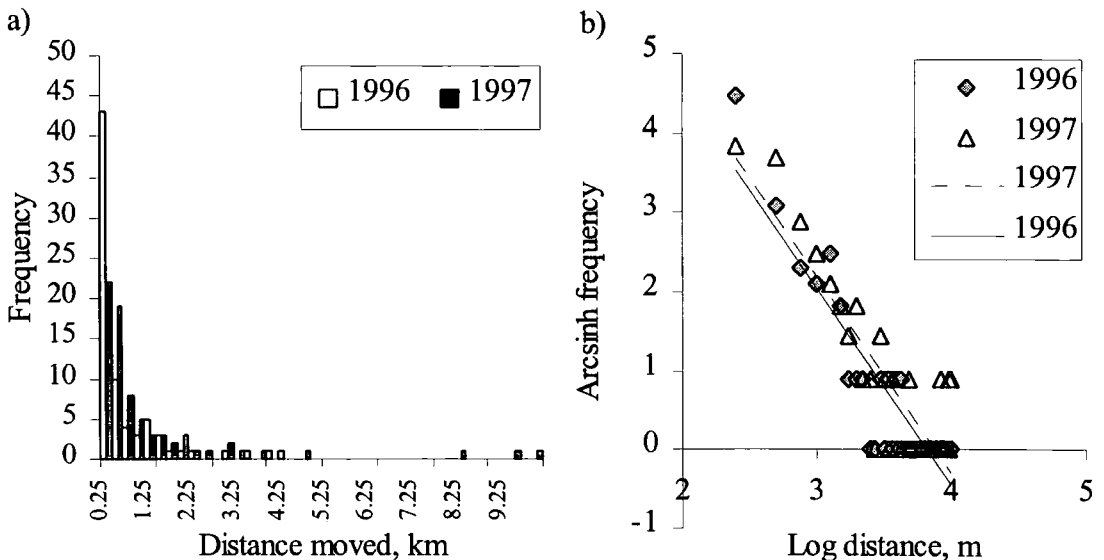 a)
50
45
40
35
30
25
20
15
10
5
0
Frequency
1996 1997
0.25 1.25 2.25 3.25 4.25 5.25 6.25 7.25 8.25 9.25
Distance moved, km
b)
5
4
3
2
1
0
-1
Arcsinh frequency
1996
1997
1997
1996
2 3 4 5
Log distance, m